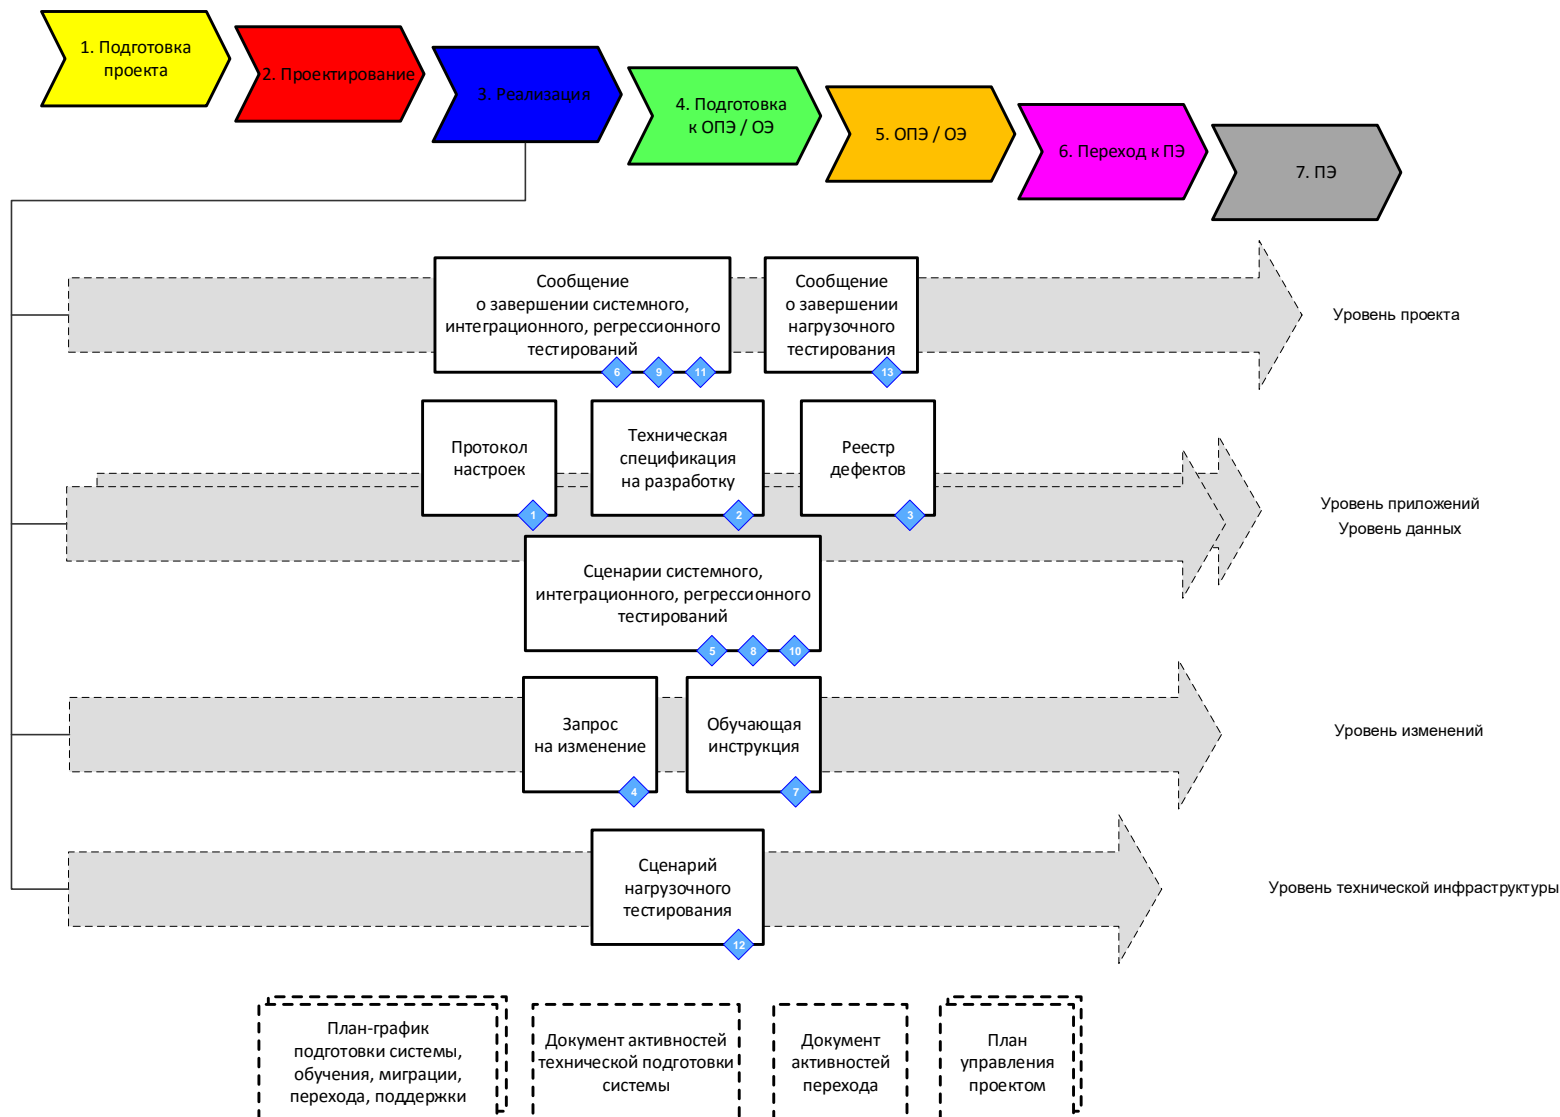 1. Подготовка
проекта
2. Проектирование
3. Реализация
4. Подготовка
к ОПЭ / ОЭ
5. ОПЭ / ОЭ
6. Переход к ПЭ
7. ПЭ
Сообщение
о завершении системного,
интеграционного, регрессионного
тестирований
6
9
11
Сообщение
о завершении
нагрузочного
тестирования
13
Уровень проекта
Протокол
настроек
1
Техническая
спецификация
на разработку
2
Реестр
дефектов
3
Уровень приложений
Уровень данных
Сценарии системного,
интеграционного, регрессионного
тестирований
5
8
10
Запрос
на изменение
4
Обучающая
инструкция
7
Уровень изменений
Сценарий
нагрузочного
тестирования
12
Уровень технической инфраструктуры
План-график
подготовки системы,
обучения, миграции,
перехода, поддержки
Документ активностей
технической подготовки
системы
Документ
активностей
перехода
План
управления
проектом